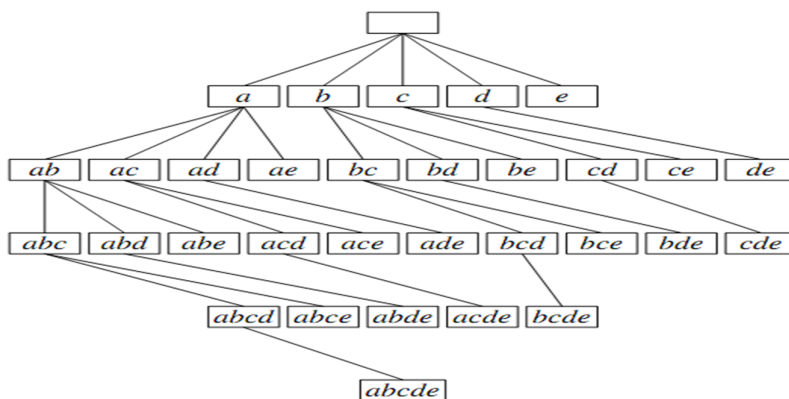 a b c d e
ab ac ad ae bc bd be cd ce de
abc abd abe acd ace ade bcd bce bde cde
abcd abce abde acde bcde
abcde